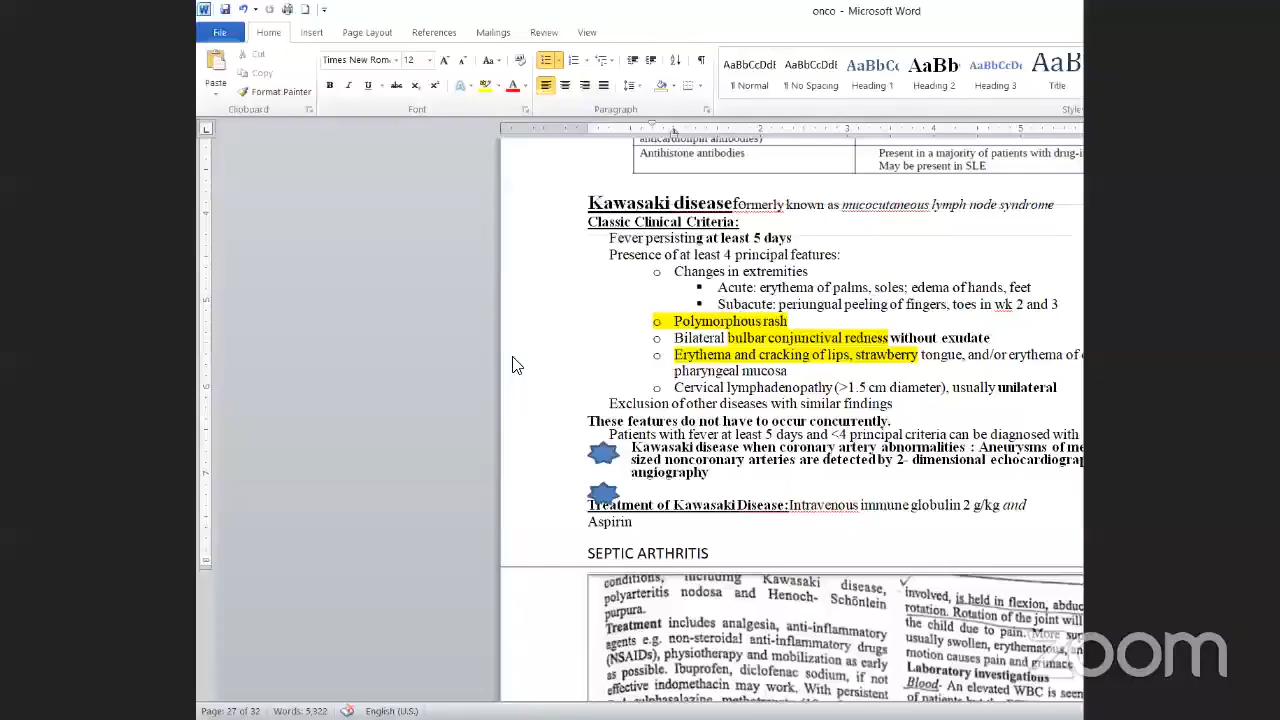 onco - Microsoft Word
File Home Insert Page Layout References Mailings Review View
Cut
Copy
Paste Format Painter
Times New Rom 12
AaBbCcDdI AaBbCcDdI AaBbCc AaBb AaBbCcDc AaB
¶ Normal ¶ No Spacing Heading 1 Heading 2 Heading 3 Title
Clipboard Font Paragraph Style
2 3 4 5
anticardiolipin antibodies)
Antihistone antibodies Present in a majority of patients with drug-i
May be present in SLE
Kawasaki disease formerly known as mucocutaneous lymph node syndrome
Classic Clinical Criteria:
Fever persisting at least 5 days
Presence of at least 4 principal features:
o Changes in extremities
▪ Acute: erythema of palms, soles; edema of hands, feet
▪ Subacute: periungual peeling of fingers, toes in wk 2 and 3
o Polymorphous rash
o Bilateral bulbar conjunctival redness without exudate
o Erythema and cracking of lips, strawberry tongue, and/or erythema of
pharyngeal mucosa
o Cervical lymphadenopathy (>1.5 cm diameter), usually unilateral
Exclusion of other diseases with similar findings
These features do not have to occur concurrently.
Patients with fever at least 5 days and <4 principal criteria can be diagnosed with
Kawasaki disease when coronary artery abnormalities : Aneurysms of me
sized noncoronary arteries are detected by 2- dimensional echocardiogra
angiography
Treatment of Kawasaki Disease:Intravenous immune globulin 2 g/kg and
Aspirin
SEPTIC ARTHRITIS
conditions, including Kawasaki disease,
polyarteritis nodosa and Henoch- Schönlein
purpura.
Treatment includes analgesia, anti-inflammatory
agents e.g. non-steroidal anti-inflammatory drugs
(NSAIDs), physiotherapy and mobilization as early
as possible. Ibuprofen, diclofenac sodium, if not
effective indomethacin may work. With persistent
involved, is held in flexion, abduc
rotation. Rotation of the joint will
the child due to pain. More sup
usually swollen, erythematous, an
motion causes pain and grimace
Laboratory Investigations
Blood- An elevated WBC is seen
zoom
Page: 27 of 32 Words: 5,322 English (U.S.)